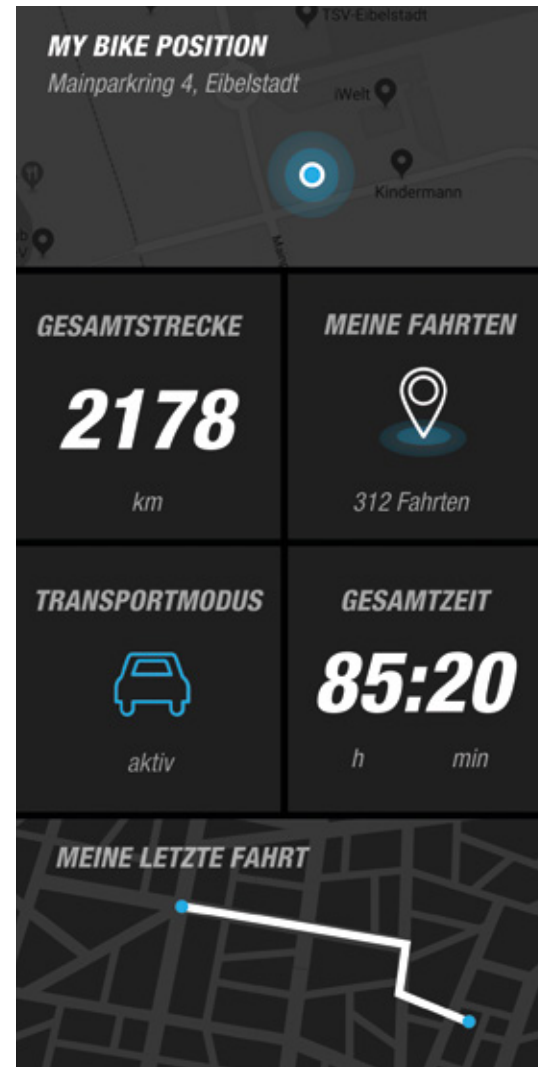 TSV-Eibelstadt
MY BIKE POSITION
Mainparkring 4, Eibelstadt
iWelt
Kindermann
GESAMTSTRECKE
2178
km
MEINE FAHRTEN
312 Fahrten
TRANSPORTMODUS
aktiv
GESAMTZEIT
85:20
h min
MEINE LETZTE FAHRT